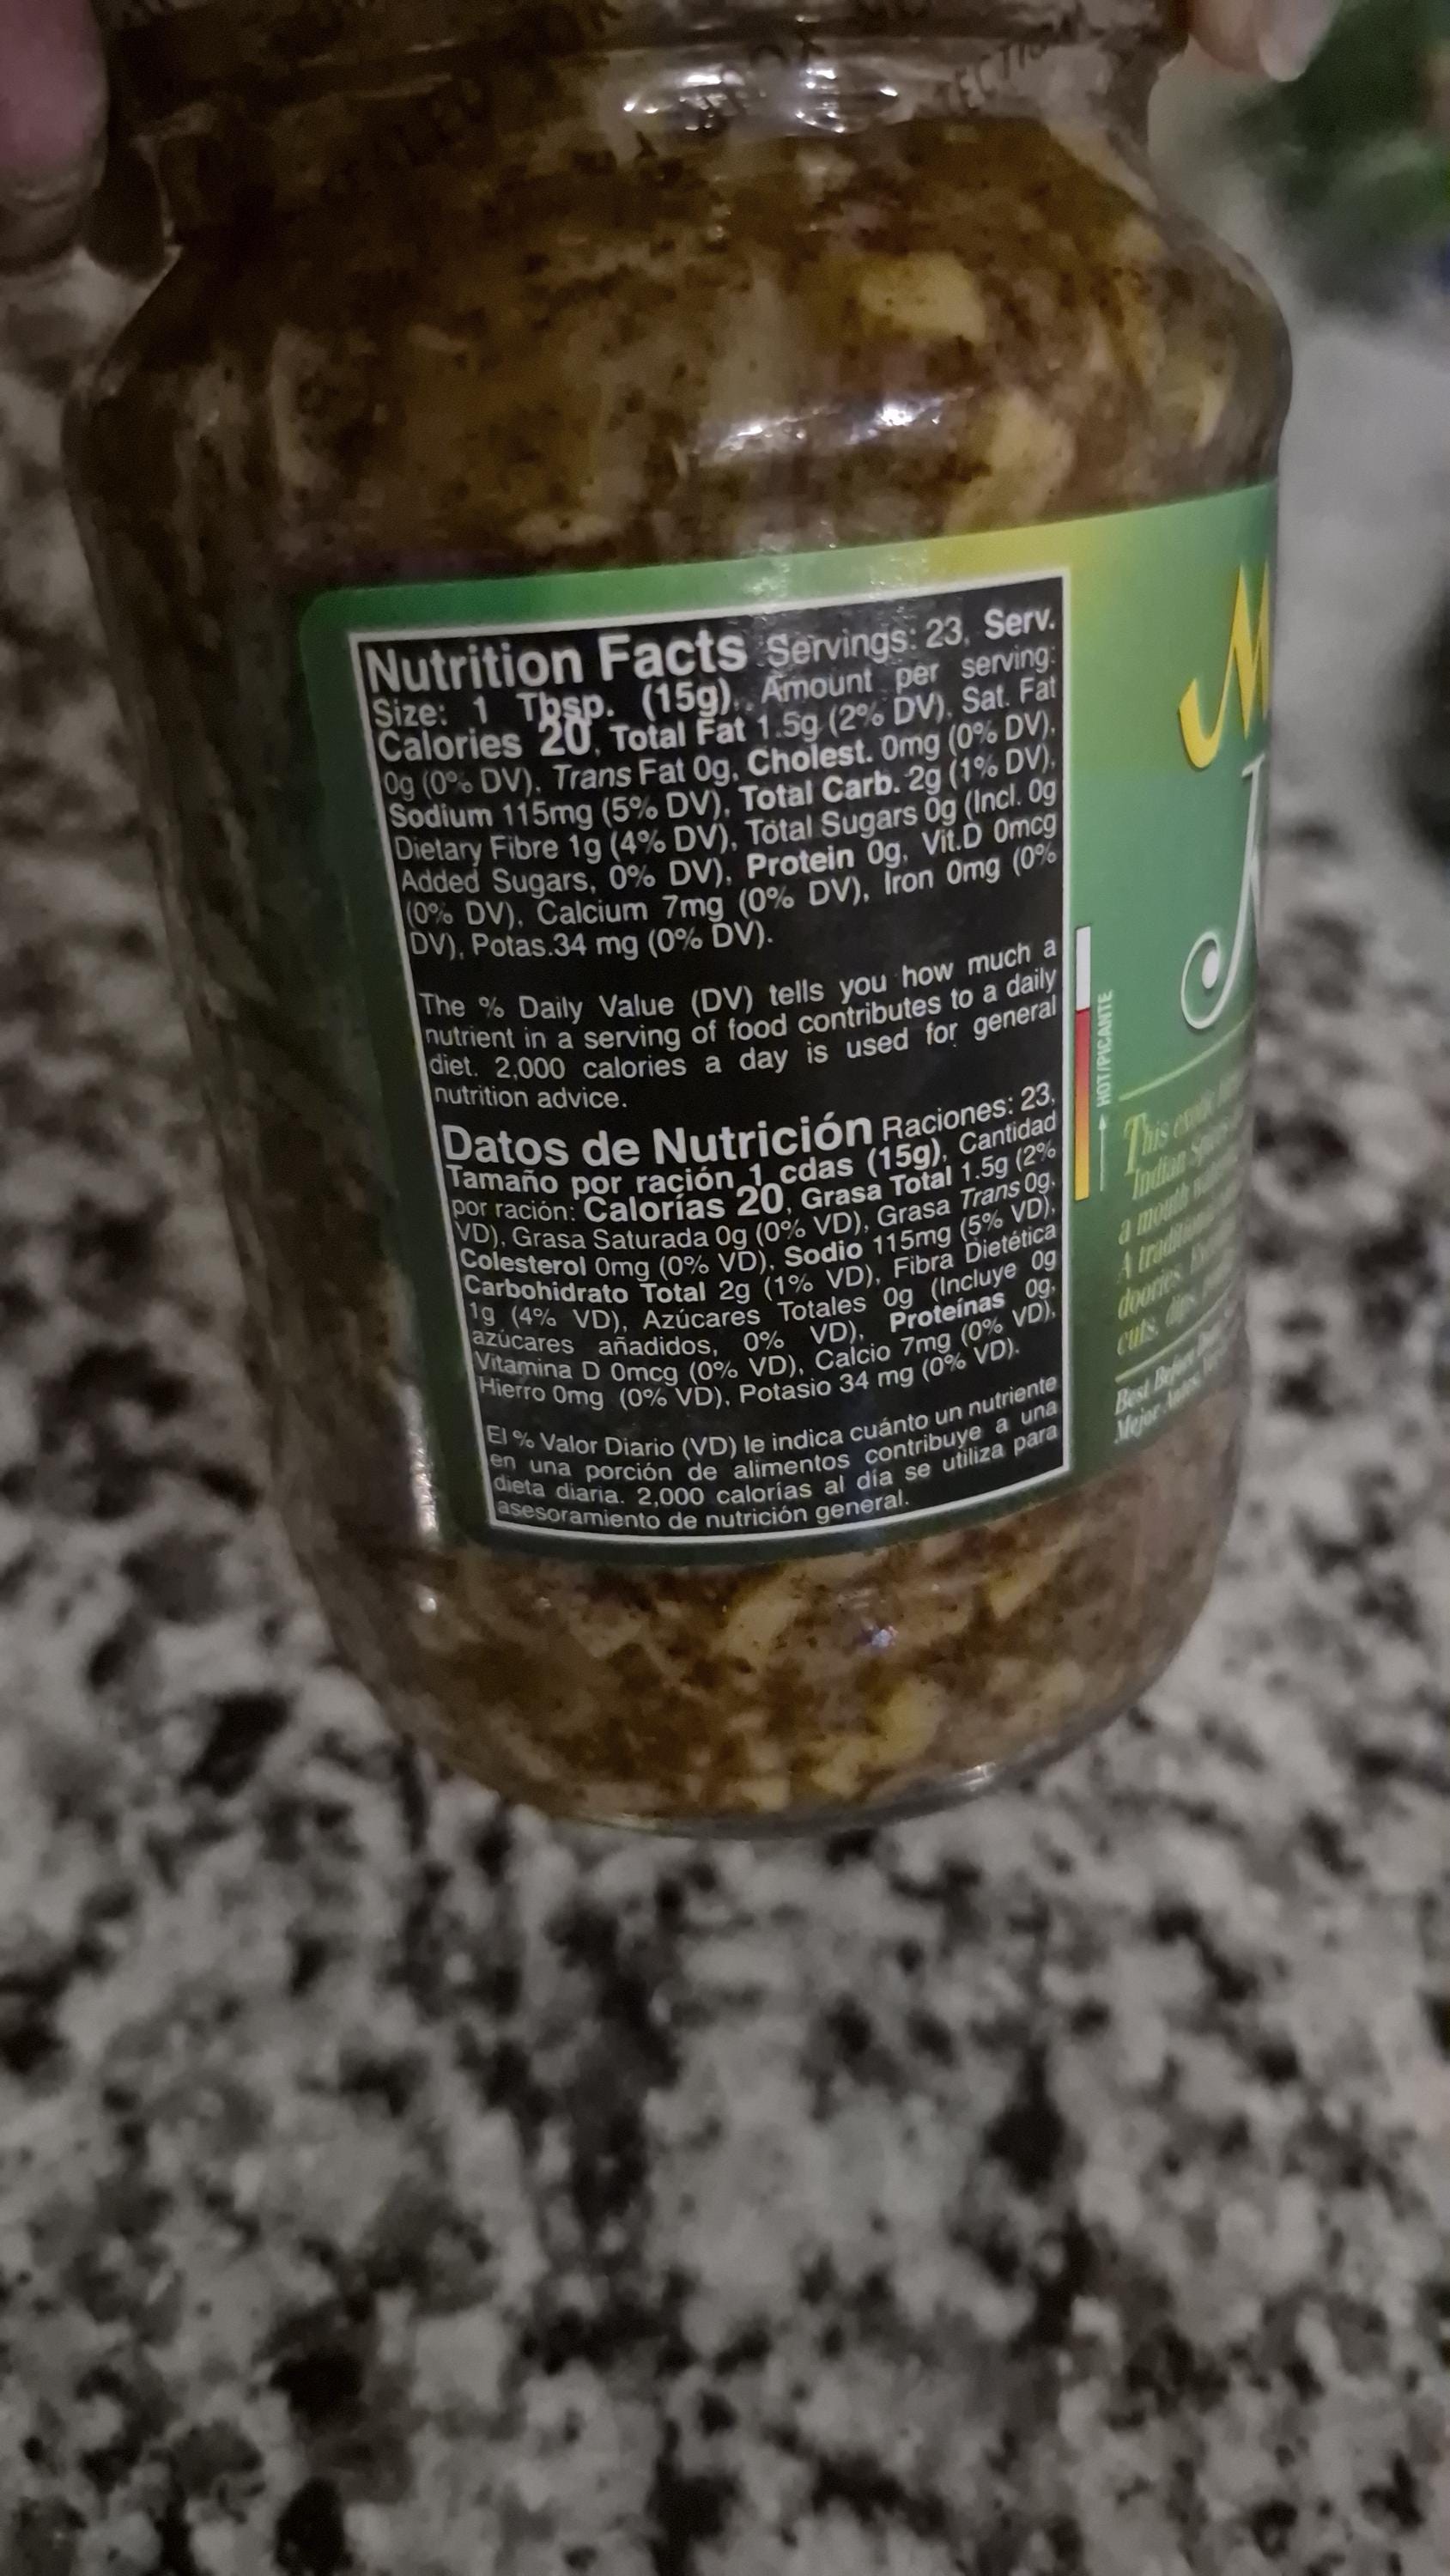 Nutrition Facts Servings: 23, Serv.
Size: 1 Tbsp. (15g), Amount per serving:
Calories 20, Total Fat 1.5g (2% DV), Sat. Fat
0g (0% DV), Trans Fat 0g, Cholest. 0mg (0% DV),
Sodium 115mg (5% DV), Total Carb. 2g (1% DV),
Dietary Fibre 1g (4% DV), Total Sugars 0g (Incl. 0g
Added Sugars, 0% DV), Protein 0g, Vit.D 0mcg
(0% DV), Calcium 7mg (0% DV), Iron 0mg (0%
DV), Potas.34 mg (0% DV).
The % Daily Value (DV) tells you how much a
nutrient in a serving of food contributes to a daily
diet. 2,000 calories a day is used for general
nutrition advice.
Datos de Nutrición Raciones: 23,
Tamaño por ración 1 cdas (15g), Cantidad
por ración: Calorías 20, Grasa Total 1.5g (2%
VD), Grasa Saturada 0g (0% VD), Grasa Trans 0g,
Colesterol 0mg (0% VD), Sodio 115mg (5% VD),
Carbohidrato Total 2g (1% VD), Fibra Dietética
1g (4% VD), Azúcares Totales 0g (Incluye 0g
azúcares añadidos, 0% VD), Proteínas 0g,
Vitamina D 0mcg (0% VD), Calcio 7mg (0% VD),
Hierro 0mg (0% VD), Potasio 34 mg (0% VD).
El % Valor Diario (VD) le indica cuánto un nutriente
en una porción de alimentos contribuye a una
dieta diaria. 2,000 calorías al día se utiliza para
asesoramiento de nutrición general.
HOT/PICANTE
M
This
Indian
a mouth
A
cuts, dips,
Best
Mejor